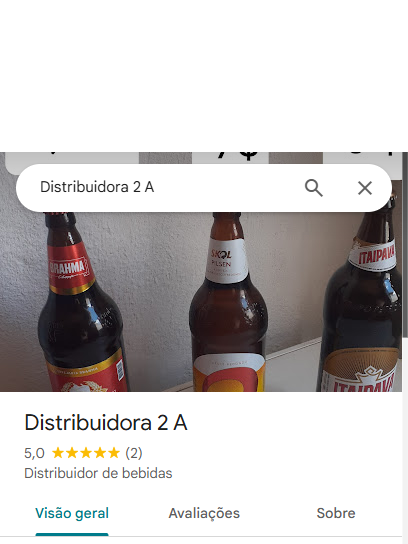 Distribuidora 2 A
BRAHMA
Chopp
SKOL
PILSEN
ITAIPAVA
ITAIPAVA
Distribuidora 2 A
5,0 ★★★★★ (2)
Distribuidor de bebidas
Visão geral
Avaliações
Sobre